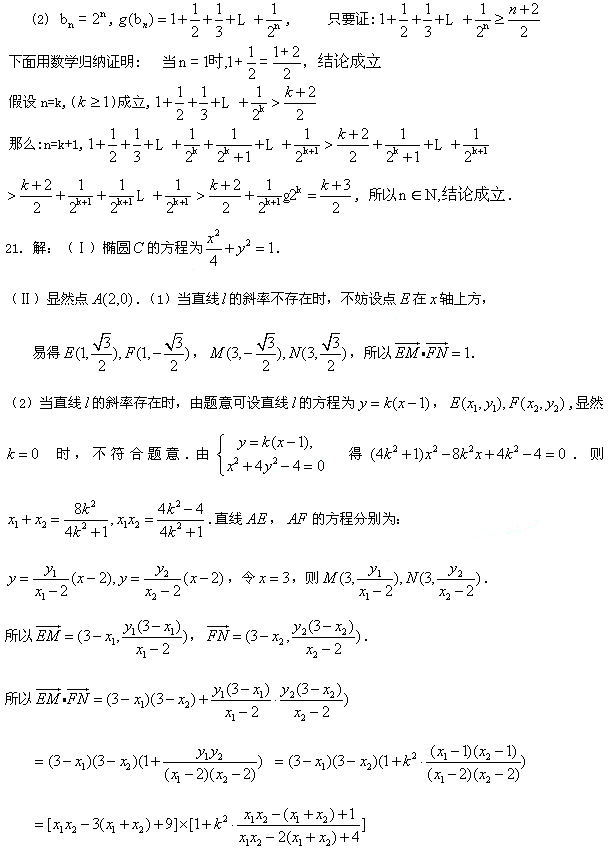 (2) bₙ = 2ⁿ, g(bₙ) = 1+1/2+1/3+L +1/2ⁿ, 只要证: 1+1/2+1/3+L +1/2ⁿ ≥ (n+2)/2
下面用数学归纳证明: 当n = 1时,1+1/2 = (1+2)/2, 结论成立
假设 n=k,(k ≥1)成立, 1+1/2+1/3+L +1/2ᵏ > (k+2)/2
那么:n=k+1, 1+1/2+1/3+L +1/2ᵏ+1/(2ᵏ+1)+L +1/2ᵏ⁺¹ > (k+2)/2+1/(2ᵏ+1)+L +1/2ᵏ⁺¹
>(k+2)/2+1/2ᵏ⁺¹+1/2ᵏ⁺¹L +1/2ᵏ⁺¹ > (k+2)/2+1/2ᵏ⁺¹g2ᵏ = (k+3)/2, 所以n ∈ N,结论成立.
21. 解: (Ⅰ) 椭圆C的方程为x²/4+y² = 1.
(Ⅱ) 显然点 A(2,0). (1) 当直线l的斜率不存在时, 不妨设点 E在x轴上方,
易得E(1,√3/2), F(1,−√3/2), M(3,−√3/2), N(3,√3/2), 所以EM⃗•FN⃗ = 1.
(2) 当直线l的斜率存在时, 由题意可设直线l的方程为y = k(x−1), E(x₁,y₁), F(x₂,y₂), 显然
k = 0 时, 不符合题意. 由 {y = k(x−1), x²+4y²−4 = 0 得 (4k²+1)x²−8k²x+4k²−4 = 0. 则
x₁+x₂ = 8k²/(4k²+1), x₁x₂ = (4k²−4)/(4k²+1). 直线AE, AF 的方程分别为:
y = y₁/(x₁−2)(x−2), y = y₂/(x₂−2)(x−2), 令x = 3, 则M(3, y₁/(x₁−2)), N(3, y₂/(x₂−2)).
所以EM⃗ = (3−x₁, y₁(3−x₁)/(x₁−2)), FN⃗ = (3−x₂, y₂(3−x₂)/(x₂−2)).
所以EM⃗•FN⃗ = (3−x₁)(3−x₂)+y₁(3−x₁)/(x₁−2)·y₂(3−x₂)/(x₂−2))
= (3−x₁)(3−x₂)(1+y₁y₂/((x₁−2)(x₂−2))) = (3−x₁)(3−x₂)(1+k²·(x₁−1)(x₂−1)/((x₁−2)(x₂−2)))
= [x₁x₂−3(x₁+x₂)+9]×[1+k²·(x₁x₂−(x₁+x₂)+1)/(x₁x₂−2(x₁+x₂)+4)]